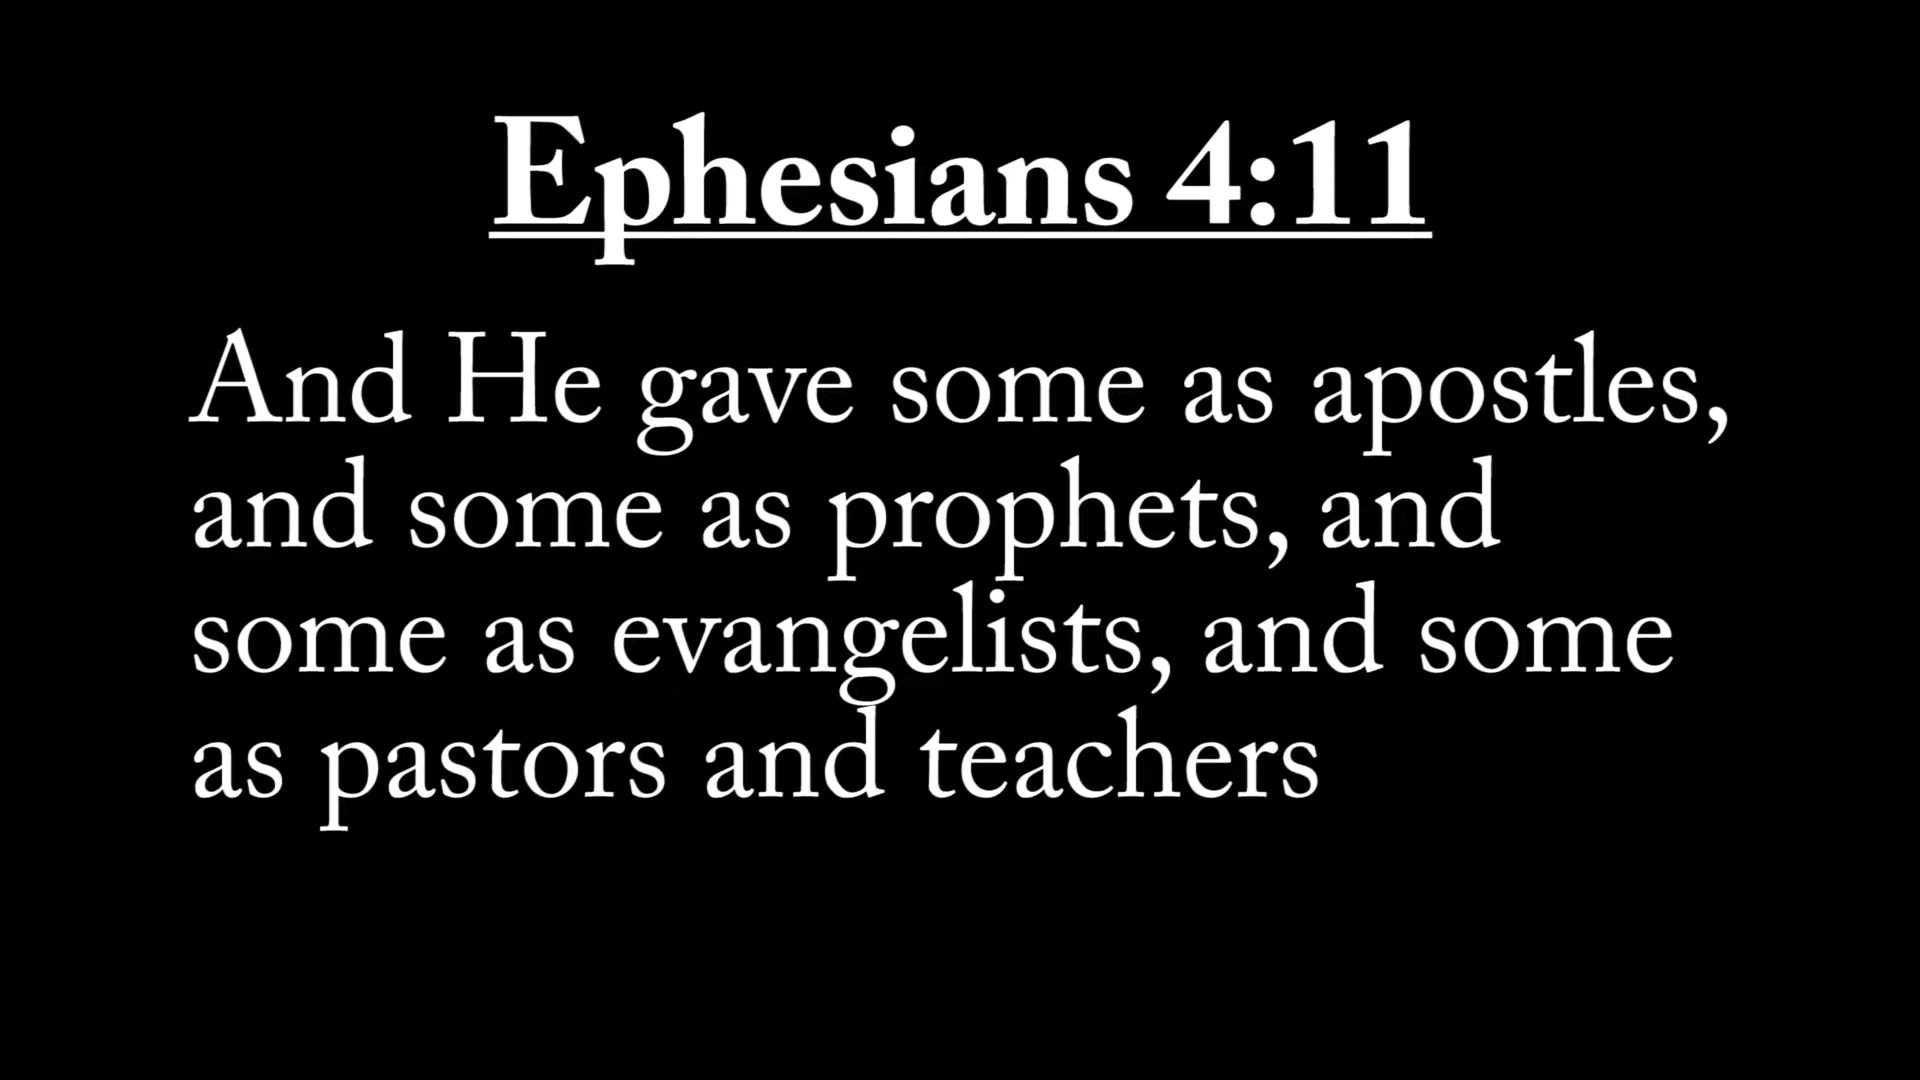 Ephesians 4:11
And He gave some as apostles,
and some as prophets, and
some as evangelists, and some
as pastors and teachers